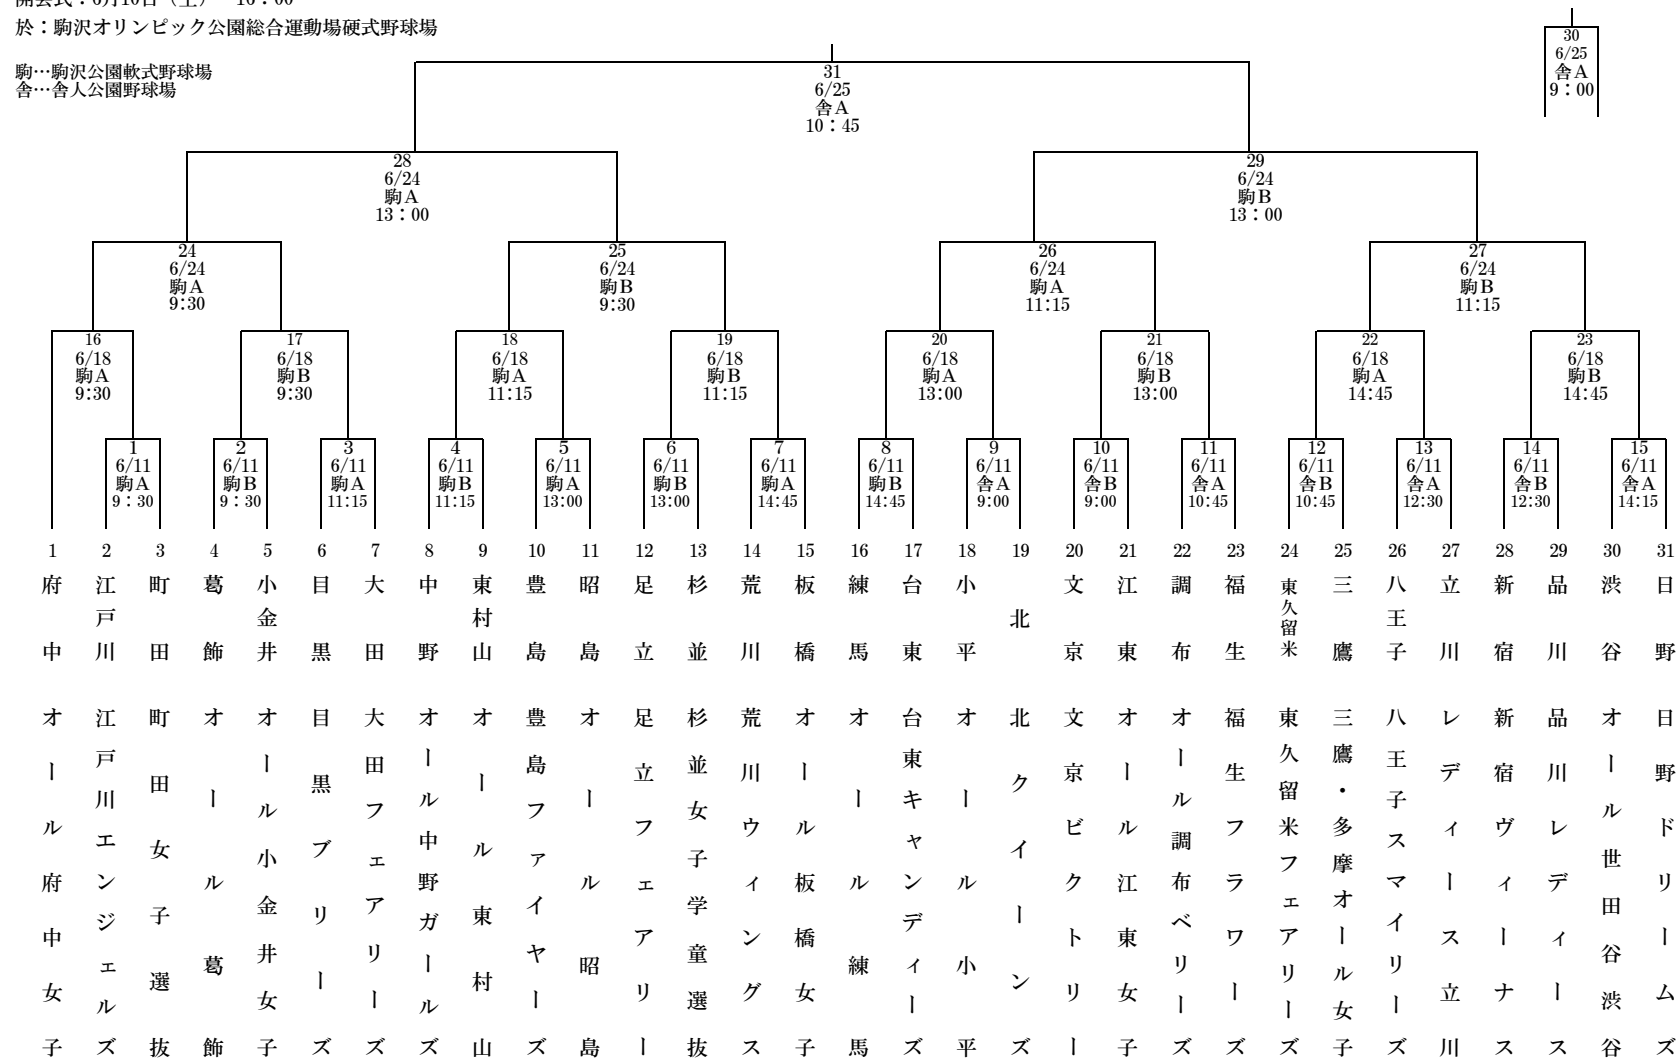 於：駒沢オリンピック公園総合運動場硬式野球場
駒…駒沢公園軟式野球場
舎…舎人公園野球場
30
6/25
舎A
9：00
31
6/25
舎A
10：45
28
6/24
駒A
13：00
29
6/24
駒B
13：00
24
6/24
駒A
9:30
25
6/24
駒B
9:30
26
6/24
駒A
11:15
27
6/24
駒B
11:15
16
6/18
駒A
9:30
17
6/18
駒B
9:30
18
6/18
駒A
11:15
19
6/18
駒B
11:15
20
6/18
駒A
13:00
21
6/18
駒B
13:00
22
6/18
駒A
14:45
23
6/18
駒B
14:45
1
6/11
駒A
9：30
2
6/11
駒B
9：30
3
6/11
駒A
11:15
4
6/11
駒B
11:15
5
6/11
駒A
13:00
6
6/11
駒B
13:00
7
6/11
駒A
14:45
8
6/11
駒B
14:45
9
6/11
舎A
9:00
10
6/11
舎B
9:00
11
6/11
舎A
10:45
12
6/11
舎B
10:45
13
6/11
舎A
12:30
14
6/11
舎B
12:30
15
6/11
舎A
14:15
1
府中
オール府中女子
2
江戸川
江戸川エンジェルズ
3
町田
町田女子選抜
4
葛飾
オール葛飾
5
小金井
オール小金井女子
6
目黒
目黒ブリーズ
7
大田
大田フェアリーズ
8
中野
オール中野ガールズ
9
東村山
オール東村山
10
豊島
豊島ファイヤーズ
11
昭島
オール昭島
12
足立
足立フェアリー
13
杉並
杉並女子学童選抜
14
荒川
荒川ウィングス
15
板橋
オール板橋女子
16
練馬
オール練馬
17
台東
台東キャンディーズ
18
小平
オール小平
19
北
北クイーンズ
20
文京
文京ビクトリー
21
江東
オール江東女子
22
調布
オール調布ベリーズ
23
福生
福生フラワーズ
24
東久留米
東久留米フェアリーズ
25
三鷹
三鷹・多摩オール女子
26
八王子
八王子スマイリーズ
27
立川
レディース立川
28
新宿
新宿ヴィーナス
29
品川
品川レディース
30
渋谷
オール世田谷渋谷
31
日野
日野ドリームズ